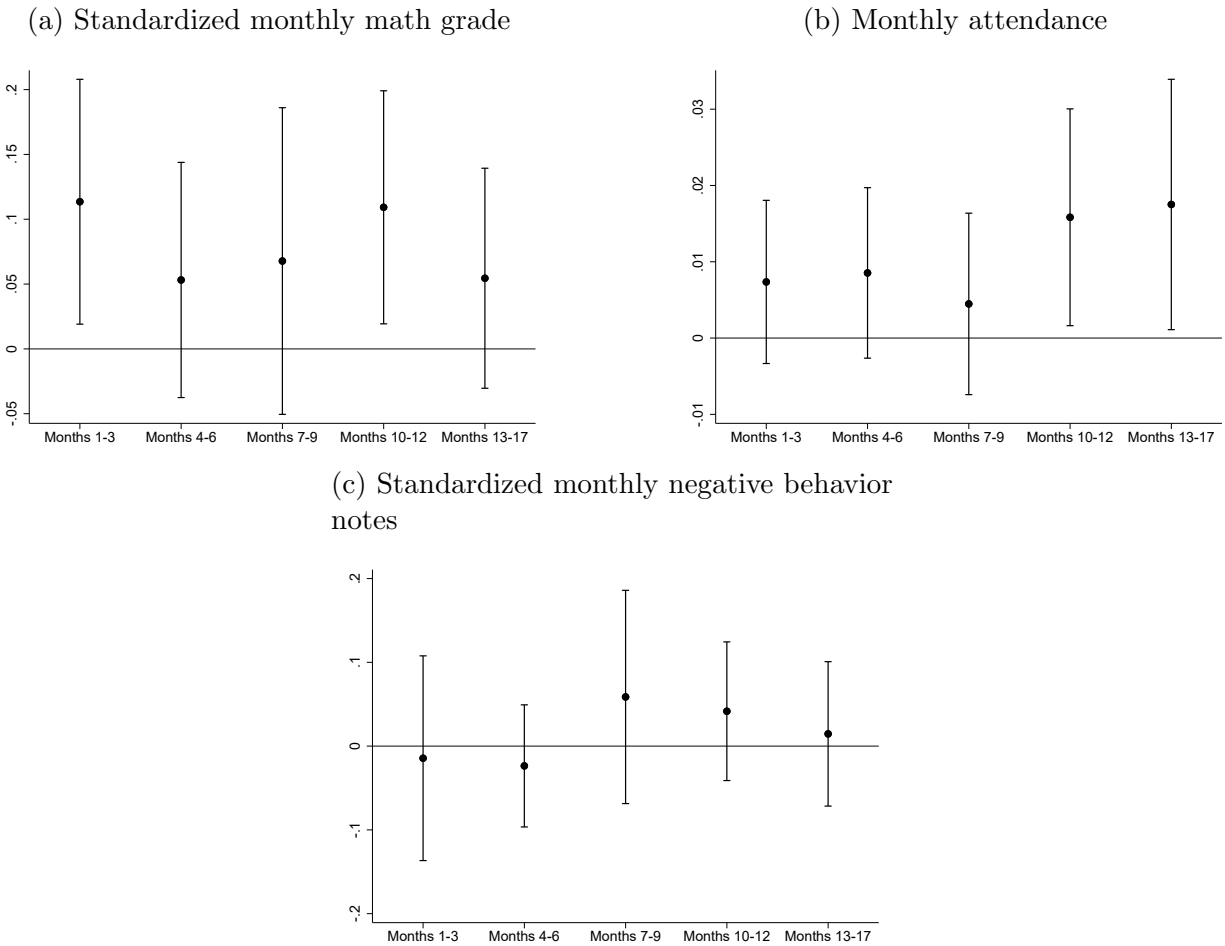 (a) Standardized monthly math grade
.2
.15
.1
.05
0
-.05
Months 1-3 Months 4-6 Months 7-9 Months 10-12 Months 13-17
(b) Monthly attendance
.03
.02
.01
0
-.01
Months 1-3 Months 4-6 Months 7-9 Months 10-12 Months 13-17
(c) Standardized monthly negative behavior
notes
.2
.1
0
-.1
-.2
Months 1-3 Months 4-6 Months 7-9 Months 10-12 Months 13-17